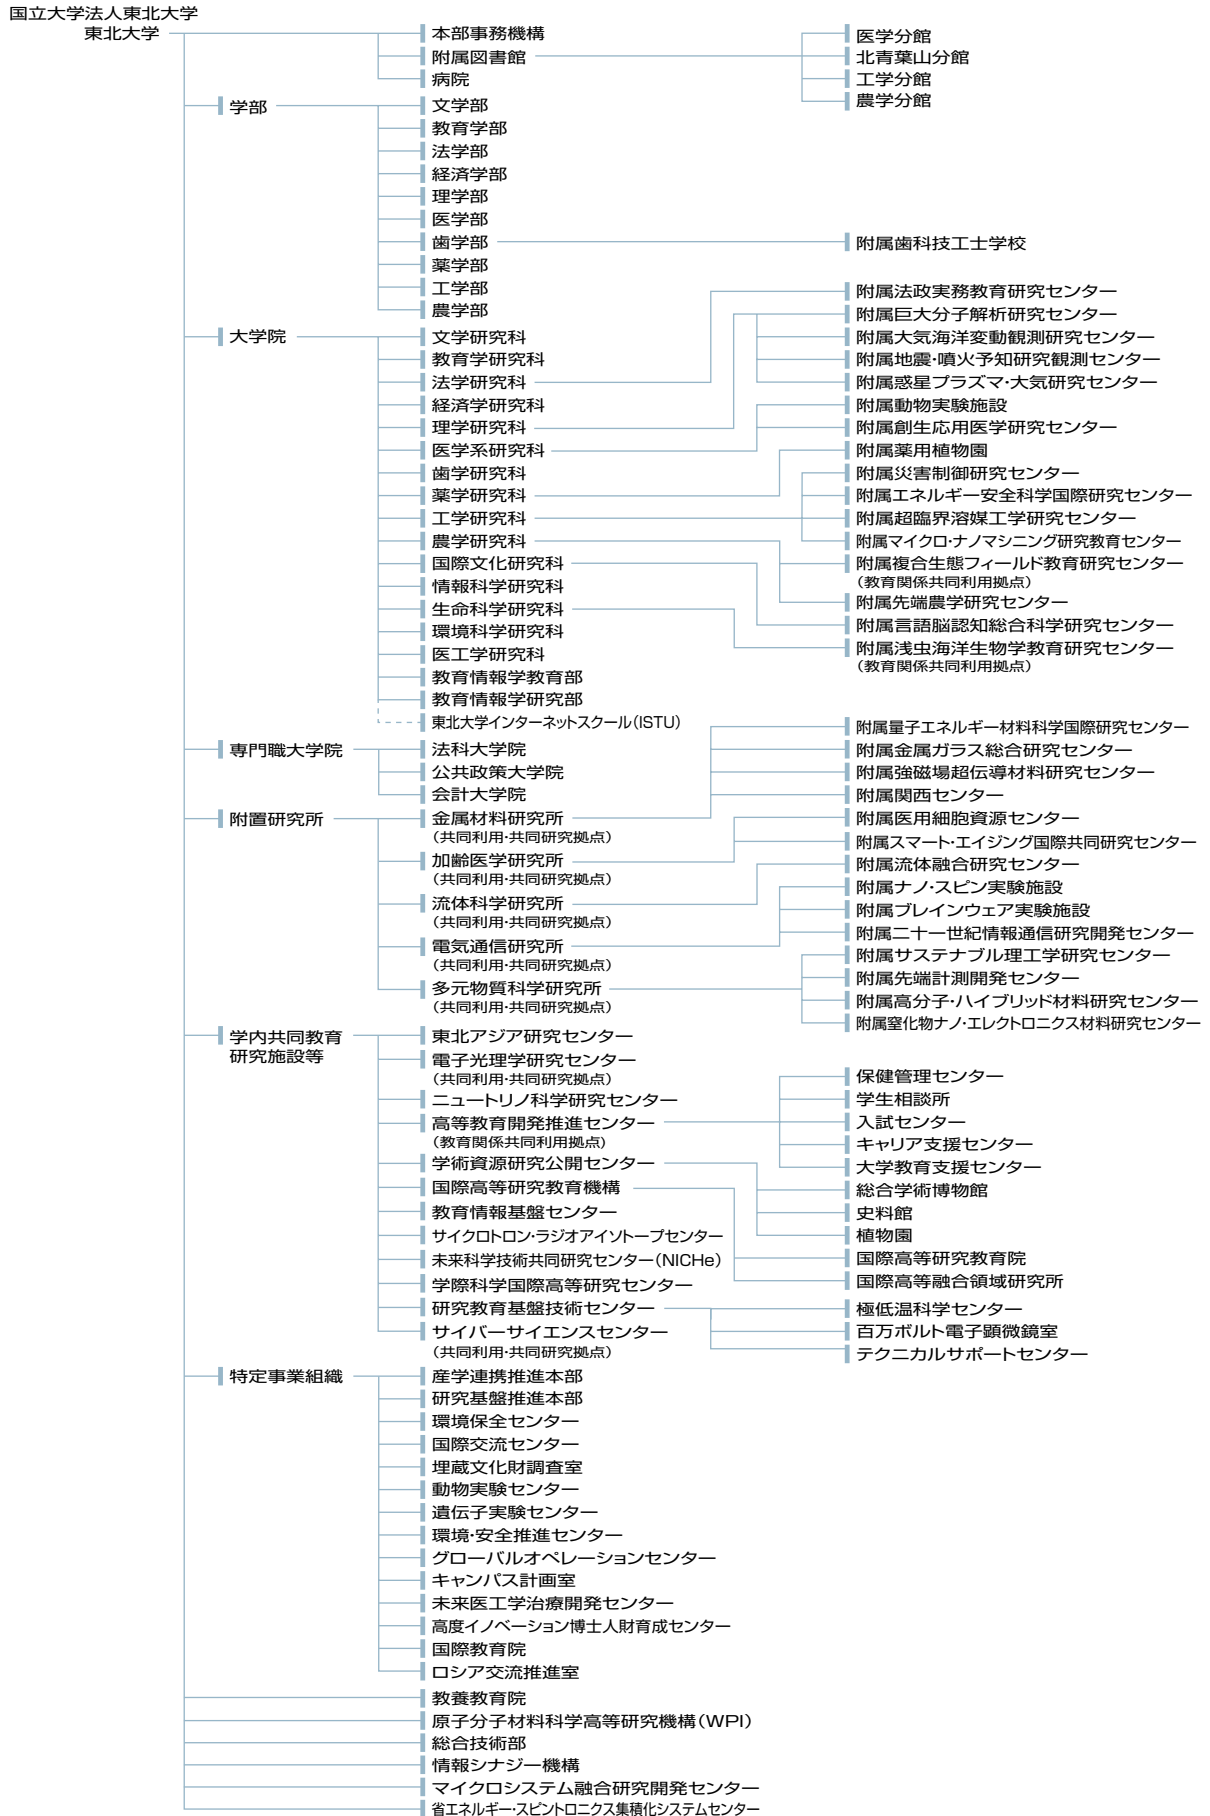 国立大学法人東北大学
東北大学
本部事務機構
附属図書館
医学分館
北青葉山分館
工学分館
農学分館
病院
学部
文学部
教育学部
法学部
経済学部
理学部
医学部
歯学部
附属歯科技工士学校
薬学部
工学部
農学部
大学院
文学研究科
教育学研究科
法学研究科
経済学研究科
理学研究科
医学系研究科
歯学研究科
薬学研究科
工学研究科
農学研究科
国際文化研究科
情報科学研究科
生命科学研究科
環境科学研究科
医工学研究科
教育情報学教育部
教育情報学研究部
東北大学インターネットスクール(ISTU)
附属法政実務教育研究センター
附属巨大分子解析研究センター
附属大気海洋変動観測研究センター
附属地震・噴火予知研究観測センター
附属惑星プラズマ・大気研究センター
附属動物実験施設
附属創生応用医学研究センター
附属薬用植物園
附属災害制御研究センター
附属エネルギー安全科学国際研究センター
附属超臨界溶媒工学研究センター
附属マイクロ・ナノマシニング研究教育センター
附属複合生態フィールド教育研究センター
(教育関係共同利用拠点)
附属先端農学研究センター
附属言語脳認知総合科学研究センター
附属浅虫海洋生物学教育研究センター
(教育関係共同利用拠点)
専門職大学院
法科大学院
公共政策大学院
会計大学院
附置研究所
金属材料研究所
(共同利用・共同研究拠点)
加齢医学研究所
(共同利用・共同研究拠点)
流体科学研究所
(共同利用・共同研究拠点)
電気通信研究所
(共同利用・共同研究拠点)
多元物質科学研究所
(共同利用・共同研究拠点)
附属量子エネルギー材料科学国際研究センター
附属金属ガラス総合研究センター
附属強磁場超伝導材料研究センター
附属関西センター
附属医用細胞資源センター
附属スマート・エイジング国際共同研究センター
附属流体融合研究センター
附属ナノ・スピン実験施設
附属ブレインウェア実験施設
附属二十一世紀情報通信研究開発センター
附属サステナブル理工学研究センター
附属先端計測開発センター
附属高分子・ハイブリッド材料研究センター
附属窒化物ナノ・エレクトロニクス材料研究センター
学内共同教育
研究施設等
東北アジア研究センター
電子光理学研究センター
(共同利用・共同研究拠点)
ニュートリノ科学研究センター
高等教育開発推進センター
(教育関係共同利用拠点)
学術資源研究公開センター
国際高等研究教育機構
教育情報基盤センター
サイクロトロン・ラジオアイソトープセンター
未来科学技術共同研究センター(NICHe)
学際科学国際高等研究センター
研究教育基盤技術センター
サイバーサイエンスセンター
(共同利用・共同研究拠点)
保健管理センター
学生相談所
入試センター
キャリア支援センター
大学教育支援センター
総合学術博物館
史料館
植物園
国際高等研究教育院
国際高等融合領域研究所
極低温科学センター
百万ボルト電子顕微鏡室
テクニカルサポートセンター
特定事業組織
産学連携推進本部
研究基盤推進本部
環境保全センター
国際交流センター
埋蔵文化財調査室
動物実験センター
遺伝子実験センター
環境・安全推進センター
グローバルオペレーションセンター
キャンパス計画室
未来医工学治療開発センター
高度イノベーション博士人財育成センター
国際教育院
ロシア交流推進室
教養教育院
原子分子材料科学高等研究機構(WPI)
総合技術部
情報シナジー機構
マイクロシステム融合研究開発センター
省エネルギー・スピントロニクス集積化システムセンター